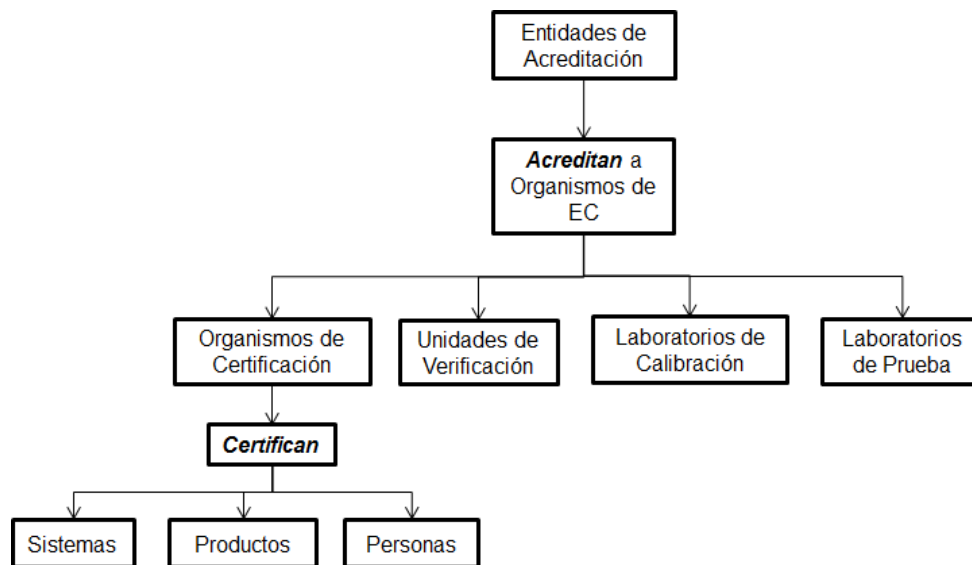 Entidades de
Acreditación
Acreditan a
Organismos de
EC
Organismos de
Certificación
Unidades de
Verificación
Laboratorios de
Calibración
Laboratorios
de Prueba
Certifican
Sistemas
Productos
Personas